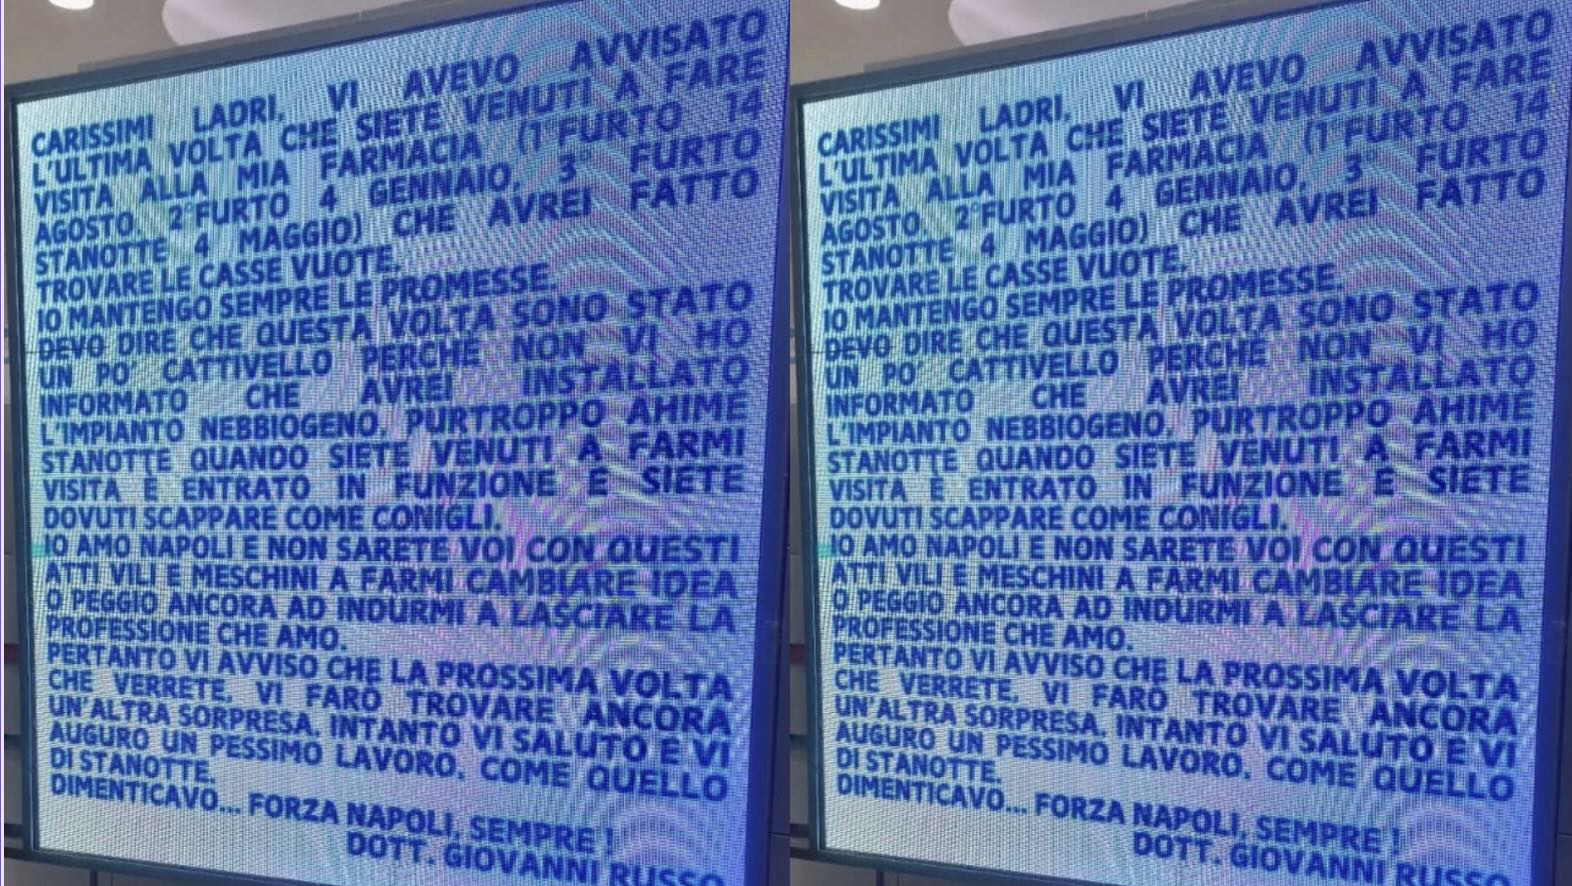 CARISSIMI LADRI, VI AVEVO AVVISATO
L'ULTIMA VOLTA CHE SIETE VENUTI A FARE
VISITA ALLA MIA FARMACIA (1°FURTO 14
AGOSTO, 2°FURTO 4 GENNAIO, 3° FURTO
STANOTTE 4 MAGGIO) CHE AVREI FATTO
TROVARE LE CASSE VUOTE.
IO MANTENGO SEMPRE LE PROMESSE.
DEVO DIRE CHE QUESTA VOLTA SONO STATO
UN PO' CATTIVELLO PERCHÉ NON VI HO
INFORMATO CHE AVREI INSTALLATO
L'IMPIANTO NEBBIOGENO, PURTROPPO AHIMÈ
STANOTTE QUANDO SIETE VENUTI A FARMI
VISITA È ENTRATO IN FUNZIONE E SIETE
DOVUTI SCAPPARE COME CONIGLI.
IO AMO NAPOLI E NON SARETE VOI CON QUESTI
ATTI VILI E MESCHINI A FARMI CAMBIARE IDEA
O PEGGIO ANCORA AD INDURMI A LASCIARE LA
PROFESSIONE CHE AMO.
PERTANTO VI AVVISO CHE LA PROSSIMA VOLTA
CHE VERRETE, VI FARÒ TROVARE ANCORA
UN'ALTRA SORPRESA, INTANTO VI SALUTO E VI
AUGURO UN PESSIMO LAVORO, COME QUELLO
DI STANOTTE.
DIMENTICAVO... FORZA NAPOLI, SEMPRE !
DOTT. GIOVANNI RUSSO
CARISSIMI LADRI, VI AVEVO AVVISATO
L'ULTIMA VOLTA CHE SIETE VENUTI A FARE
VISITA ALLA MIA FARMACIA (1°FURTO 14
AGOSTO, 2°FURTO 4 GENNAIO, 3° FURTO
STANOTTE 4 MAGGIO) CHE AVREI FATTO
TROVARE LE CASSE VUOTE.
IO MANTENGO SEMPRE LE PROMESSE.
DEVO DIRE CHE QUESTA VOLTA SONO STATO
UN PO' CATTIVELLO PERCHÉ NON VI HO
INFORMATO CHE AVREI INSTALLATO
L'IMPIANTO NEBBIOGENO, PURTROPPO AHIMÈ
STANOTTE QUANDO SIETE VENUTI A FARMI
VISITA È ENTRATO IN FUNZIONE E SIETE
DOVUTI SCAPPARE COME CONIGLI.
IO AMO NAPOLI E NON SARETE VOI CON QUESTI
ATTI VILI E MESCHINI A FARMI CAMBIARE IDEA
O PEGGIO ANCORA AD INDURMI A LASCIARE LA
PROFESSIONE CHE AMO.
PERTANTO VI AVVISO CHE LA PROSSIMA VOLTA
CHE VERRETE, VI FARÒ TROVARE ANCORA
UN'ALTRA SORPRESA, INTANTO VI SALUTO E VI
AUGURO UN PESSIMO LAVORO, COME QUELLO
DI STANOTTE.
DIMENTICAVO... FORZA NAPOLI, SEMPRE !
DOTT. GIOVANNI RUSSO